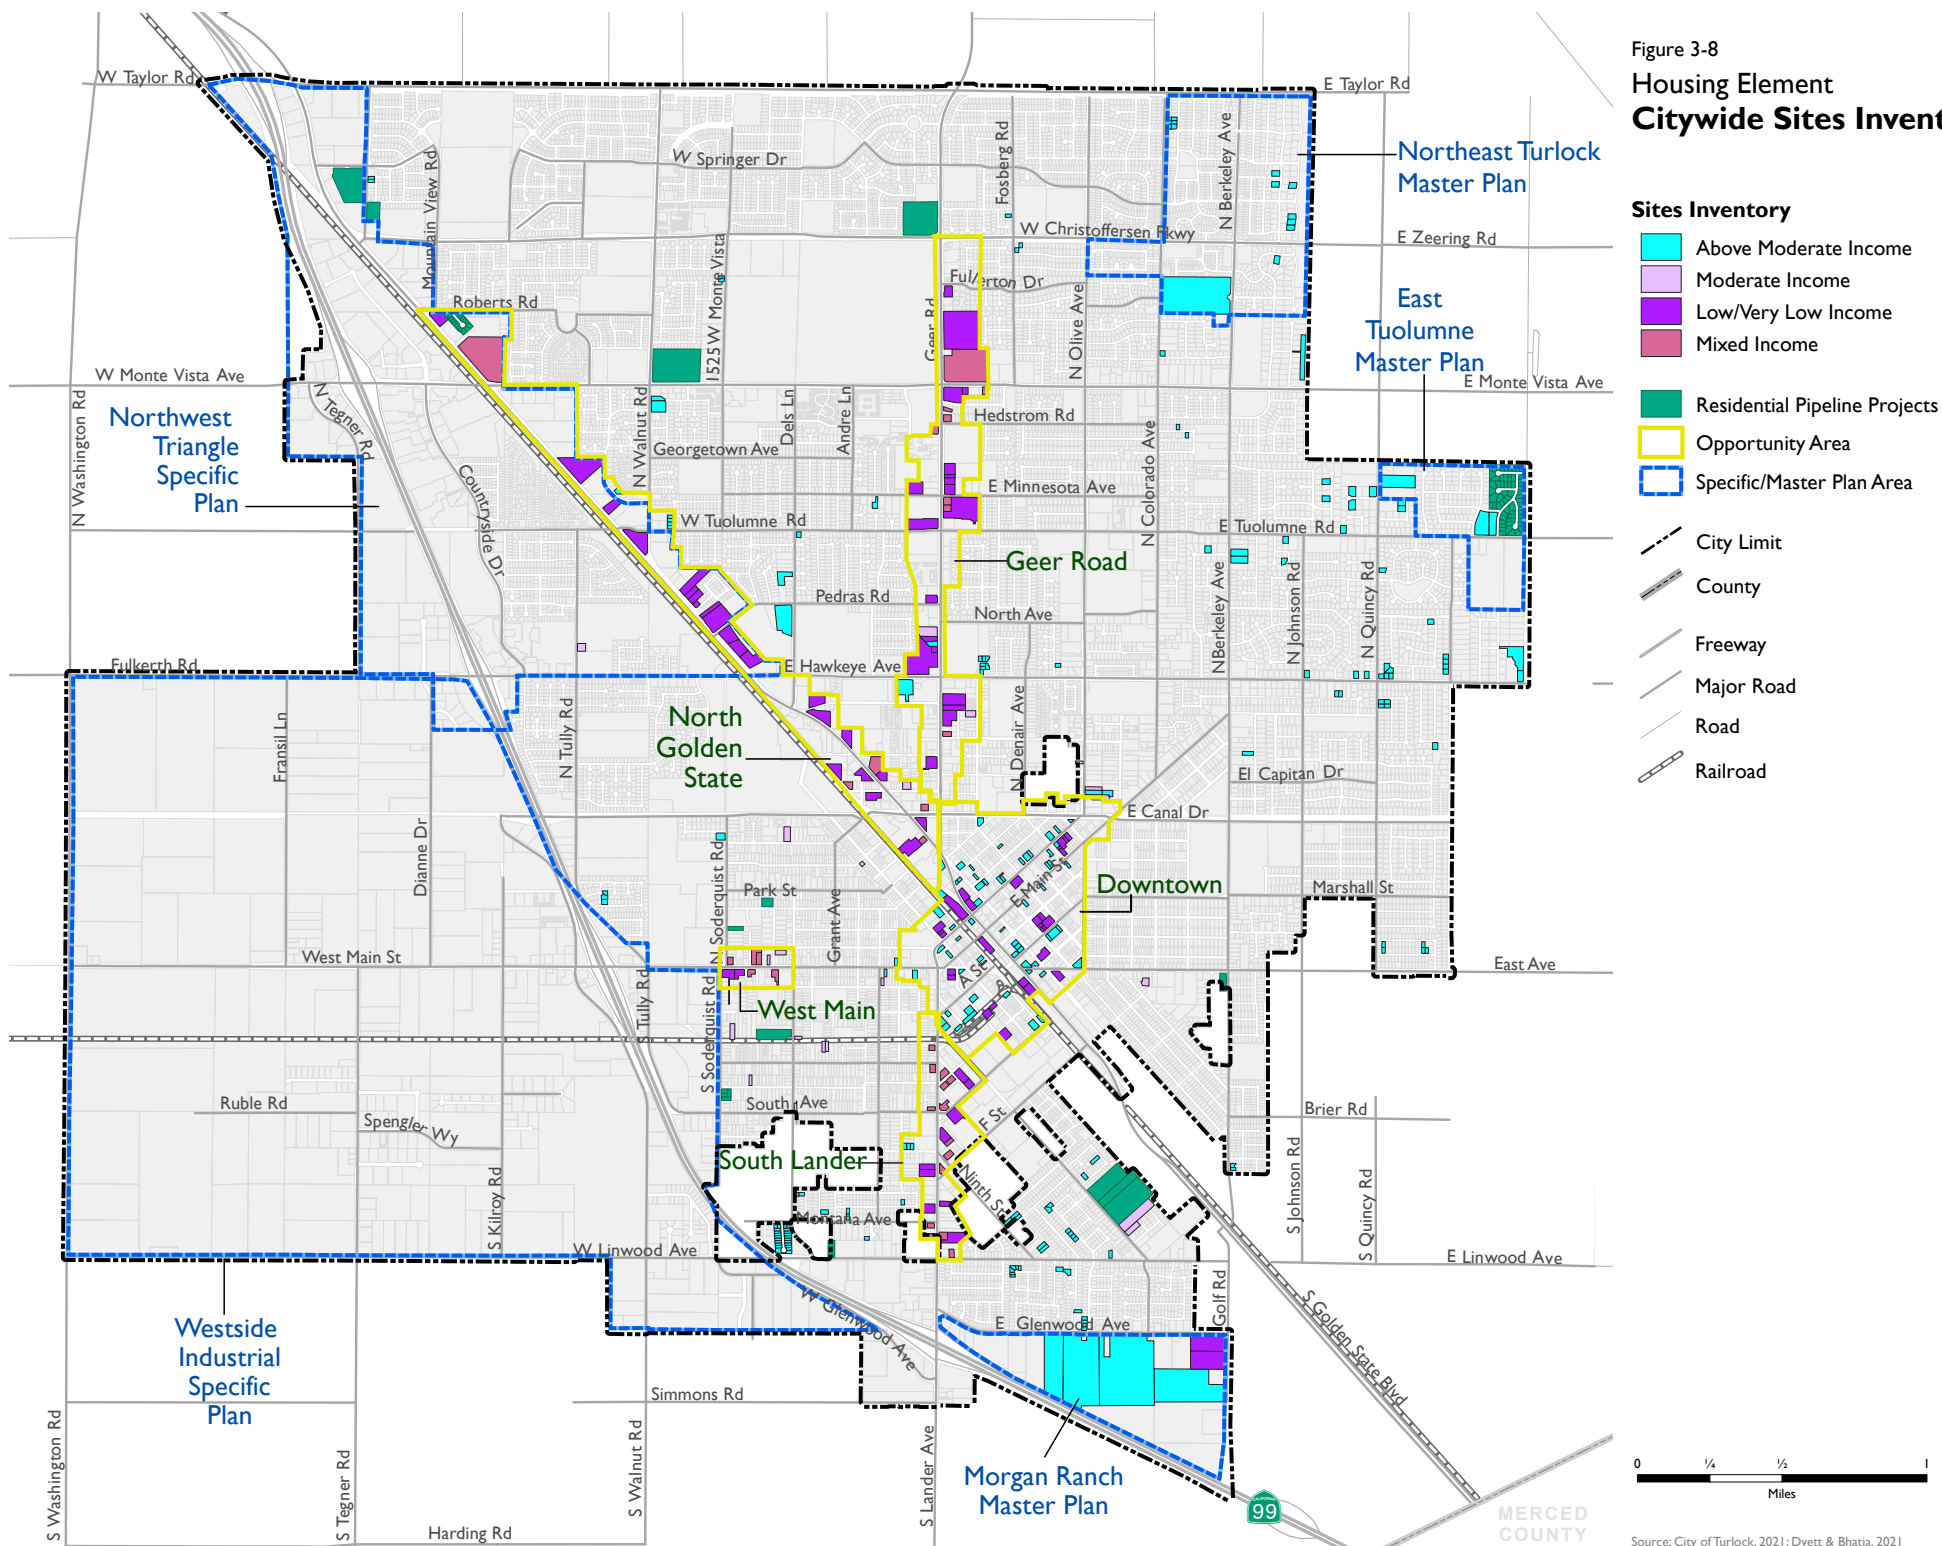 Figure 3-8
Housing Element
Citywide Sites Invent
Sites Inventory
Above Moderate Income
Moderate Income
Low/Very Low Income
Mixed Income
Residential Pipeline Projects
Opportunity Area
Specific/Master Plan Area
City Limit
County
Freeway
Major Road
Road
Railroad
W Taylor Rd
E Taylor Rd
W Springer Dr
Fosberg Rd
N Berkeley Ave
Northeast Turlock
Master Plan
Mountain View Rd
W Christoffersen Pkwy
E Zeering Rd
1525 W Monte Vista
Fullerton Dr
Roberts Rd
Geer Rd
N Olive Ave
East
Tuolumne
Master Plan
W Monte Vista Ave
E Monte Vista Ave
N Washington Rd
N Tegner Rd
Northwest
Triangle
Specific
Plan
N Walnut Rd
Dels Ln
Andre Ln
Hedstrom Rd
Georgetown Ave
N Colorado Ave
Countryside Dr
E Minnesota Ave
W Tuolumne Rd
E Tuolumne Rd
Geer Road
Pedras Rd
North Ave
N Berkeley Ave
N Johnson Rd
N Quincy Rd
Fulkerth Rd
E Hawkeye Ave
Fransil Ln
N Tully Rd
North
Golden
State
N Denair Ave
El Capitan Dr
E Canal Dr
Dianne Dr
N Soderquist Rd
Park St
Grant Ave
E Main St
Downtown
Marshall St
West Main St
East Ave
A St
S Tully Rd
S Soderquist Rd
West Main
Ruble Rd
Spengler Wy
South Ave
F St
Brier Rd
South Lander
Ninth St
S Kilroy Rd
Montana Ave
S Johnson Rd
S Quincy Rd
W Linwood Ave
E Linwood Ave
Golf Rd
W Glenwood Ave
E Glenwood Ave
S Golden State Blvd
Westside
Industrial
Specific
Plan
Simmons Rd
S Washington Rd
S Tegner Rd
S Walnut Rd
S Lander Ave
Morgan Ranch
Master Plan
Harding Rd
CALIFORNIA
99
MERCED
COUNTY
0 1/4 1/2 1
Miles
Source: City of Turlock, 2021; Dyett & Bhatia, 2021